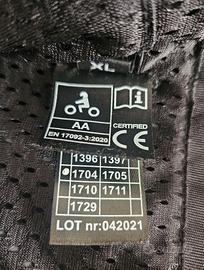 XL
i
AA
EN 17092-3:2020
CERTIFIED
CE
1396 1397
1704 1705
1710 1711
1729
LOT nr:042021